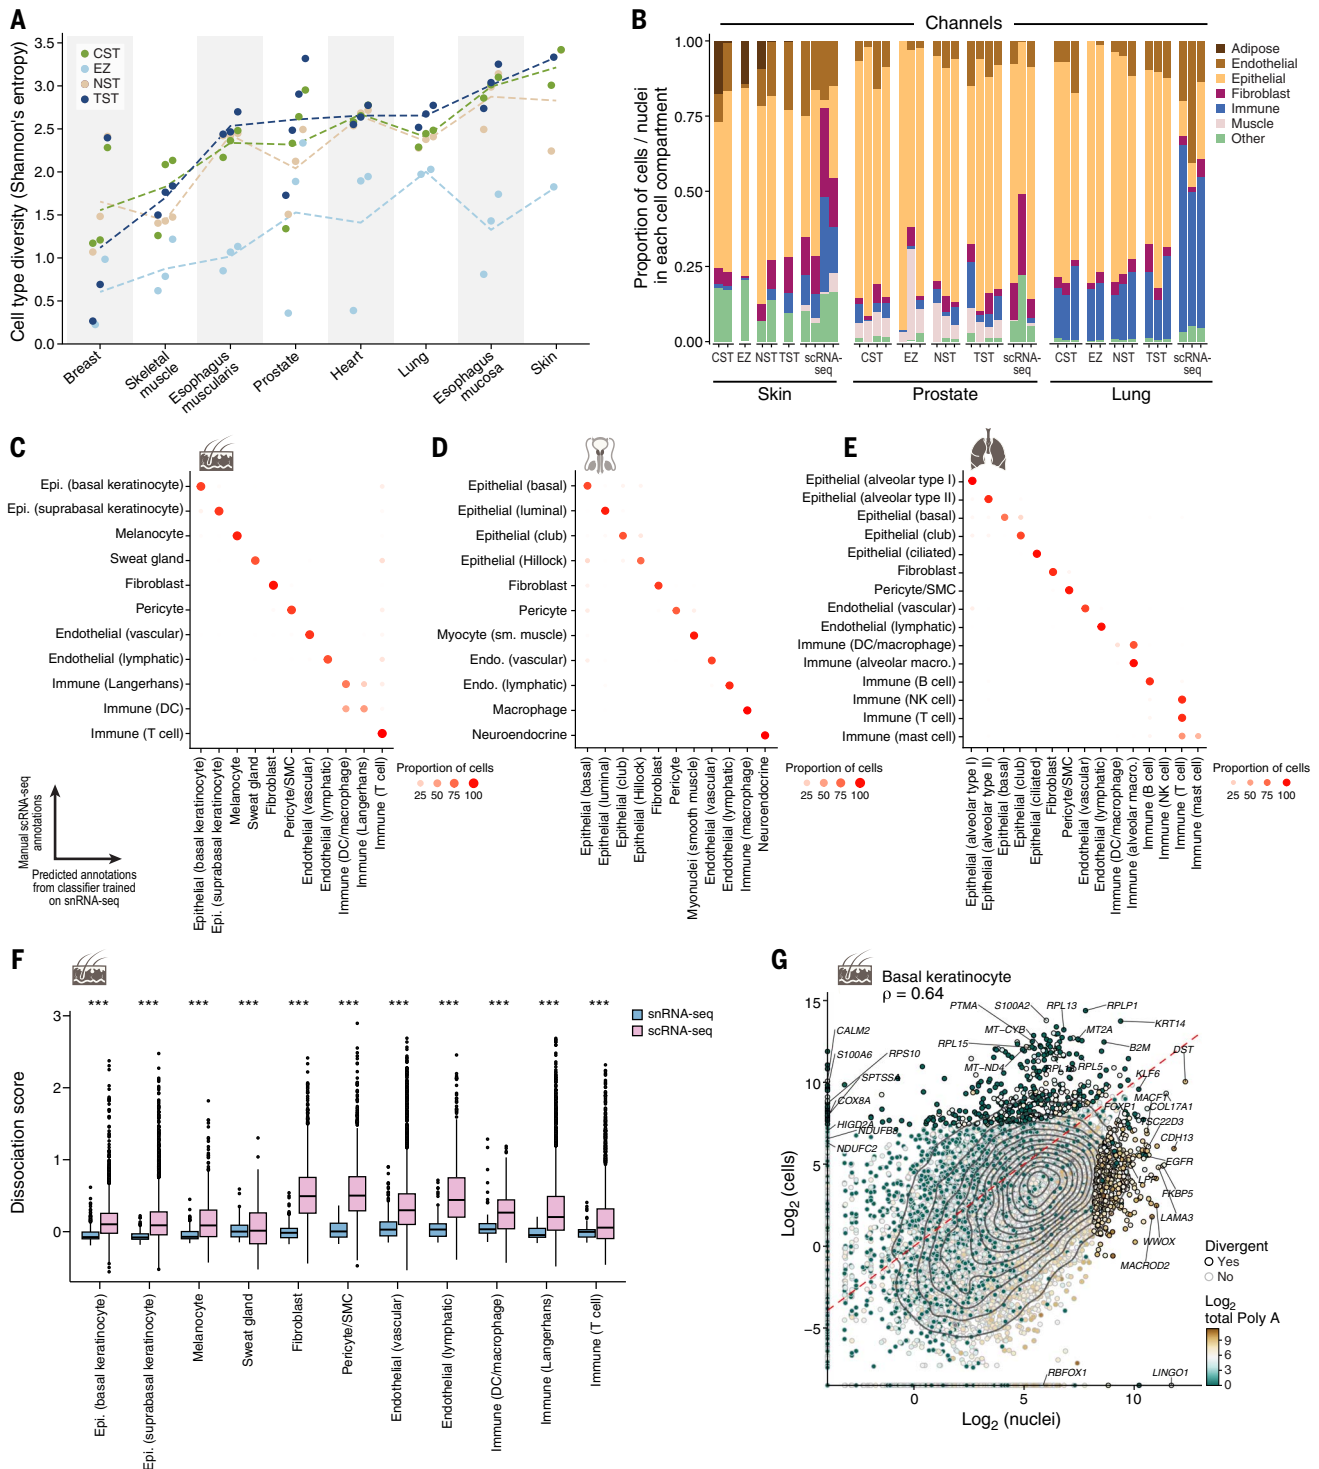 A
Cell type diversity (Shannon's entropy)
3.5
3.0
2.5
2.0
1.5
1.0
0.5
0.0
CST
EZ
NST
TST
Breast
Skeletal
muscle
Esophagus
muscularis
Prostate
Heart
Lung
Esophagus
mucosa
Skin
B
Channels
Proportion of cells / nuclei
in each cell compartment
1.00
0.75
0.50
0.25
0.00
CST EZ NST TST scRNA-
seq
CST EZ NST TST scRNA-
seq
CST EZ NST TST scRNA-
seq
Skin
Prostate
Lung
Adipose
Endothelial
Epithelial
Fibroblast
Immune
Muscle
Other
C
Epi. (basal keratinocyte)
Epi. (suprabasal keratinocyte)
Melanocyte
Sweat gland
Fibroblast
Pericyte
Endothelial (vascular)
Endothelial (lymphatic)
Immune (Langerhans)
Immune (DC)
Immune (T cell)
Epithelial (basal keratinocyte)
Epi. (suprabasal keratinocyte)
Melanocyte
Sweat gland
Fibroblast
Pericyte/SMC
Endothelial (vascular)
Endothelial (lymphatic)
Immune (DC/macrophage)
Immune (Langerhans)
Immune (T cell)
Proportion of cells
25 50 75 100
Manual scRNA-seq
annotations
Predicted annotations
from classifier trained
on snRNA-seq
D
Epithelial (basal)
Epithelial (luminal)
Epithelial (club)
Epithelial (Hillock)
Fibroblast
Pericyte
Myocyte (sm. muscle)
Endo. (vascular)
Endo. (lymphatic)
Macrophage
Neuroendocrine
Epithelial (basal)
Epithelial (luminal)
Epithelial (club)
Epithelial (Hillock)
Fibroblast
Pericyte
Myonuclei (smooth muscle)
Endothelial (vascular)
Endothelial (lymphatic)
Immune (macrophage)
Neuroendocrine
Proportion of cells
25 50 75 100
E
Epithelial (alveolar type I)
Epithelial (alveolar type II)
Epithelial (basal)
Epithelial (club)
Epithelial (ciliated)
Fibroblast
Pericyte/SMC
Endothelial (vascular)
Endothelial (lymphatic)
Immune (DC/macrophage)
Immune (alveolar macro.)
Immune (B cell)
Immune (NK cell)
Immune (T cell)
Immune (mast cell)
Epithelial (alveolar type I)
Epithelial (alveolar type II)
Epithelial (basal)
Epithelial (club)
Epithelial (ciliated)
Fibroblast
Pericyte/SMC
Endothelial (vascular)
Endothelial (lymphatic)
Immune (DC/macrophage)
Immune (alveolar macro.)
Immune (B cell)
Immune (NK cell)
Immune (T cell)
Immune (mast cell)
Proportion of cells
25 50 75 100
F
Dissociation score
3
2
1
0
*** *** *** *** *** *** *** *** *** *** ***
snRNA-seq
scRNA-seq
Epi. (basal keratinocyte)
Epi. (suprabasal keratinocyte)
Melanocyte
Sweat gland
Fibroblast
Pericyte/SMC
Endothelial (vascular)
Endothelial (lymphatic)
Immune (DC/macrophage)
Immune (Langerhans)
Immune (T cell)
G
Basal keratinocyte
ρ = 0.64
Log2 (cells)
15
10
5
0
−5
0
5
10
Log2 (nuclei)
PTMA
S100A2
RPL13
RPLP1
MT−CYB
MT2A
KRT14
CALM2
RPL15
B2M
DST
S100A6
RPS10
MT−ND4
RPL5
KLF6
SPTSSA
MACF1
COX8A
FOXP1
COL17A1
HIGD2A
NDUFB8
TSC22D3
NDUFC2
CDH13
EGFR
LPP
FKBP5
LAMA3
WWOX
MACROD2
RBFOX1
LINGO1
Divergent
Yes
No
Log2
total Poly A
9
6
3
0